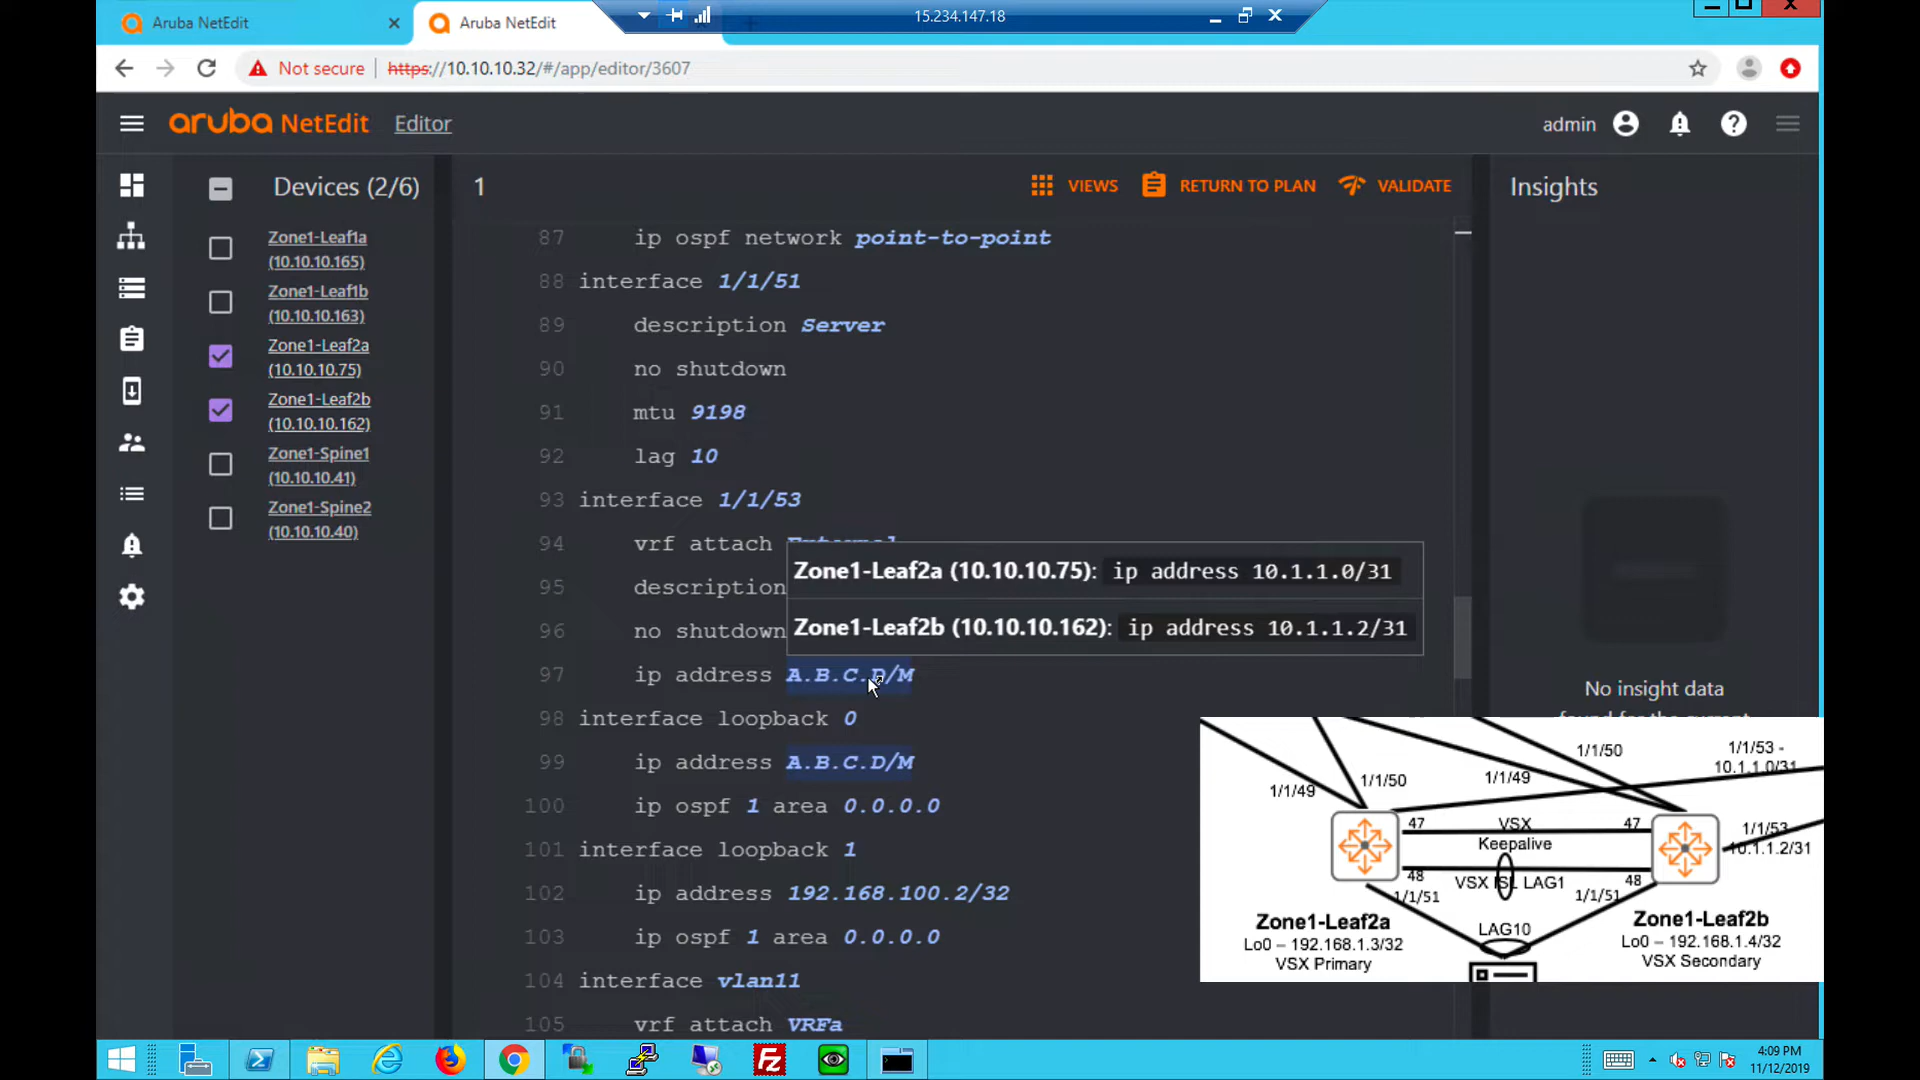 Aruba NetEdit
Aruba NetEdit
15.234.147.18
Not secure
https://10.10.10.32/#/app/editor/3607
aruba NetEdit
Editor
admin
Devices (2/6)
Zone1-Leaf1a
(10.10.10.165)
Zone1-Leaf1b
(10.10.10.163)
Zone1-Leaf2a
(10.10.10.75)
Zone1-Leaf2b
(10.10.10.162)
Zone1-Spine1
(10.10.10.41)
Zone1-Spine2
(10.10.10.40)
1
VIEWS
RETURN TO PLAN
VALIDATE
Insights
87 ip ospf network point-to-point
88 interface 1/1/51
89 description Server
90 no shutdown
91 mtu 9198
92 lag 10
93 interface 1/1/53
94 vrf attach
95 description
96 no shutdown
Zone1-Leaf2a (10.10.10.75): ip address 10.1.1.0/31
Zone1-Leaf2b (10.10.10.162): ip address 10.1.1.2/31
97 ip address A.B.C.D/M
98 interface loopback 0
99 ip address A.B.C.D/M
100 ip ospf 1 area 0.0.0.0
101 interface loopback 1
102 ip address 192.168.100.2/32
103 ip ospf 1 area 0.0.0.0
104 interface vlan11
105 vrf attach VRFa
No insight data
1/1/50
1/1/53 -
10.1.1.0/31
1/1/49
1/1/50
1/1/49
47
VSX
Keepalive
47
1/1/53
10.1.1.2/31
48
VSX ISL LAG1
48
1/1/51
1/1/51
Zone1-Leaf2a
Lo0 – 192.168.1.3/32
VSX Primary
LAG10
Zone1-Leaf2b
Lo0 – 192.168.1.4/32
VSX Secondary
4:09 PM
11/12/2019